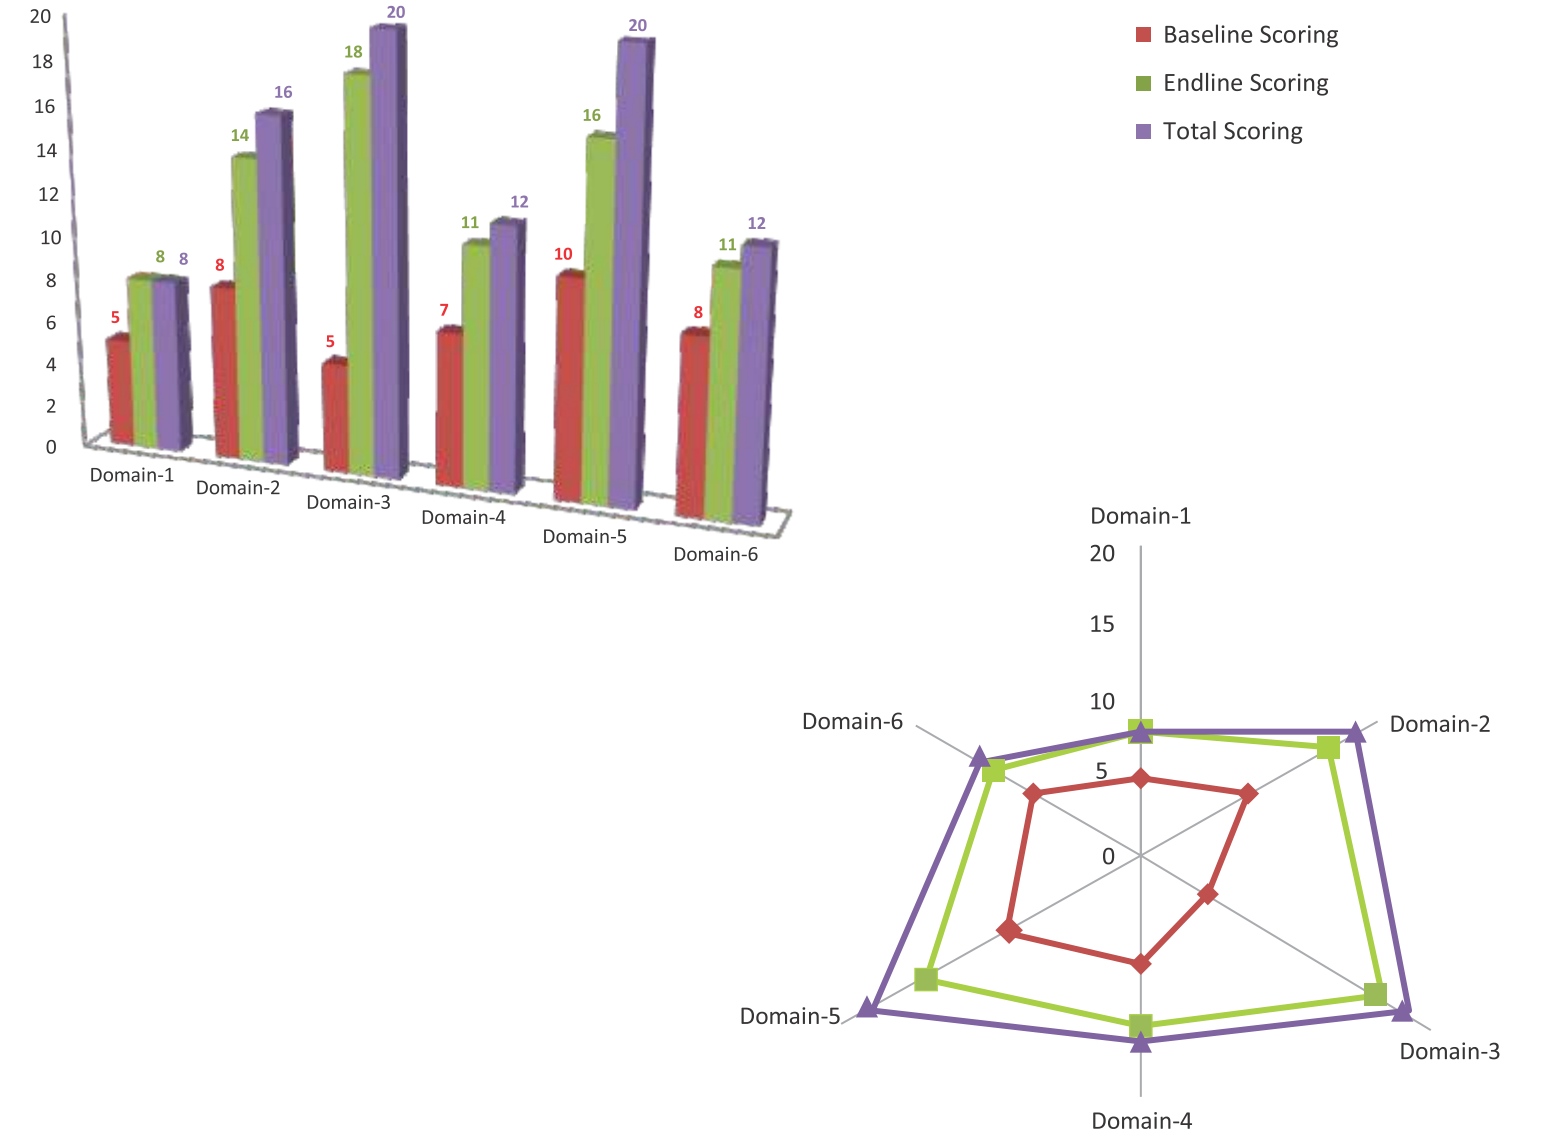 20
18
16
14
12
10
8
6
4
2
0
5
8
8
8
14
16
5
18
20
7
11
12
10
16
20
8
11
12
Domain-1
Domain-2
Domain-3
Domain-4
Domain-5
Domain-6
Baseline Scoring
Endline Scoring
Total Scoring
Domain-1
20
15
10
5
0
Domain-2
Domain-3
Domain-4
Domain-5
Domain-6